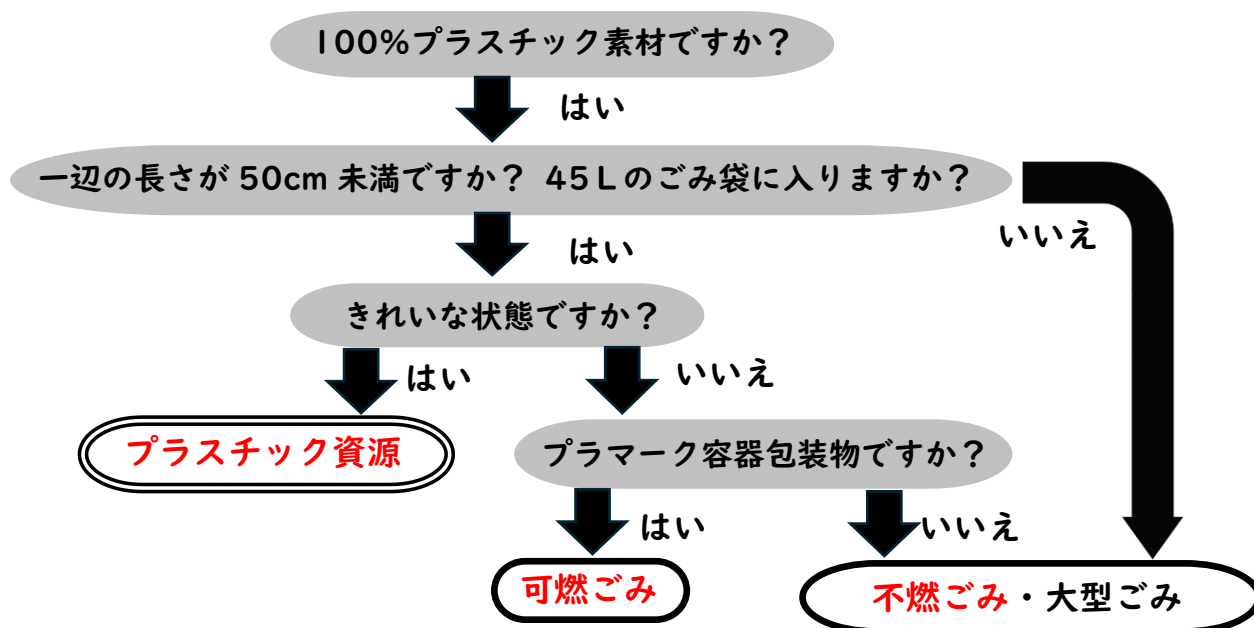 100%プラスチック素材ですか？
はい
一辺の長さが 50cm 未満ですか？ 45Lのごみ袋に入りますか？
いいえ
はい
きれいな状態ですか？
はい
いいえ
プラスチック資源
プラマーク容器包装物ですか？
はい
いいえ
可燃ごみ
不燃ごみ・大型ごみ